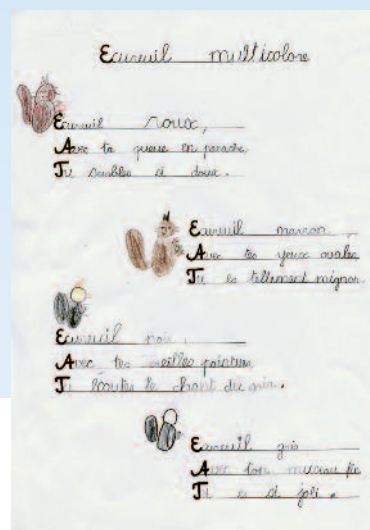 Ecureuil multicolore
Ecureuil roux,
Avec ta queue en panache,
Tu sembles si doux.
Ecureuil marron,
Avec tes yeux ovales,
Tu es tellement mignon.
Ecureuil noir,
Avec tes oreilles pointues,
Tu écoutes le chant du soir.
Ecureuil gris
Avec ton museau fin,
Tu es si joli.